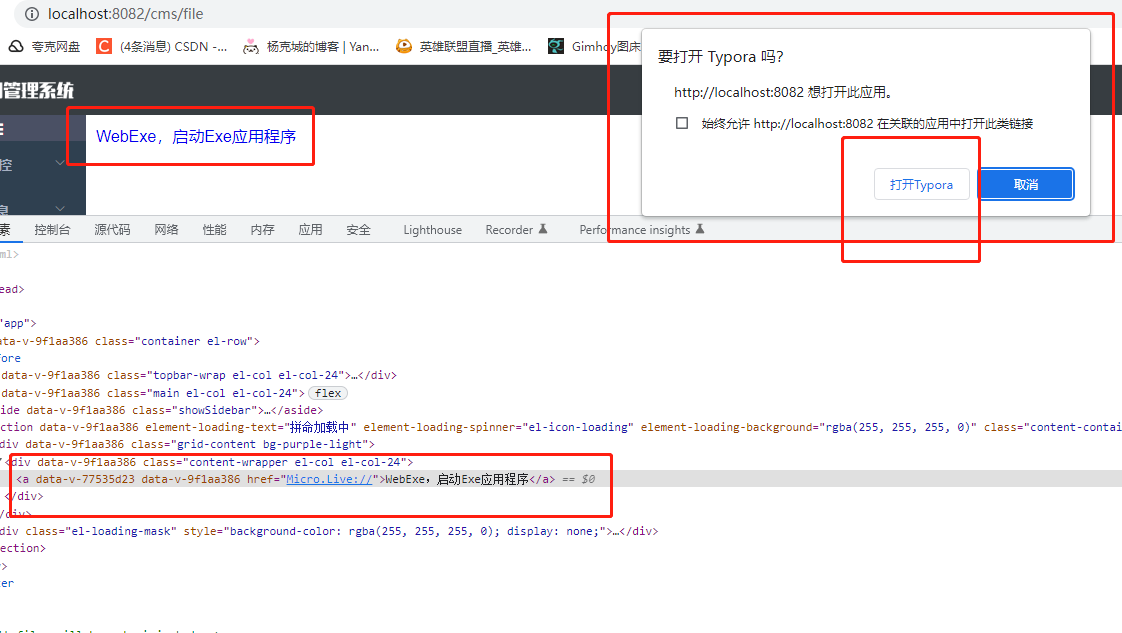 localhost:8082/cms/file
夸克网盘
(4条消息) CSDN -...
杨克域的博客 | Yan...
英雄联盟直播_英雄...
Gimhoy图床
管理系统
要打开 Typora 吗?
http://localhost:8082 想打开此应用。
始终允许 http://localhost:8082 在关联的应用中打开此类链接
打开Typora
取消
WebExe，启动Exe应用程序
控
息
素 控制台 源代码 网络 性能 内存 应用 安全 Lighthouse Recorder Performance insights
ml>
ead>
"app">
ata-v-9f1aa386 class="container el-row">
ore
data-v-9f1aa386 class="topbar-wrap el-col el-col-24">…</div>
data-v-9f1aa386 class="main el-col el-col-24"> flex
ide data-v-9f1aa386 class="showSidebar">…</aside>
ction data-v-9f1aa386 element-loading-text="拼命加载中" element-loading-spinner="el-icon-loading" element-loading-background="rgba(255, 255, 255, 0)" class="content-contai
div data-v-9f1aa386 class="grid-content bg-purple-light">
<div data-v-9f1aa386 class="content-wrapper el-col el-col-24">
<a data-v-77535d23 data-v-9f1aa386 href="Micro.Live://">WebExe，启动Exe应用程序</a> == $0
</div>
/div>
div class="el-loading-mask" style="background-color: rgba(255, 255, 255, 0); display: none;">…</div>
ection>
>
ter